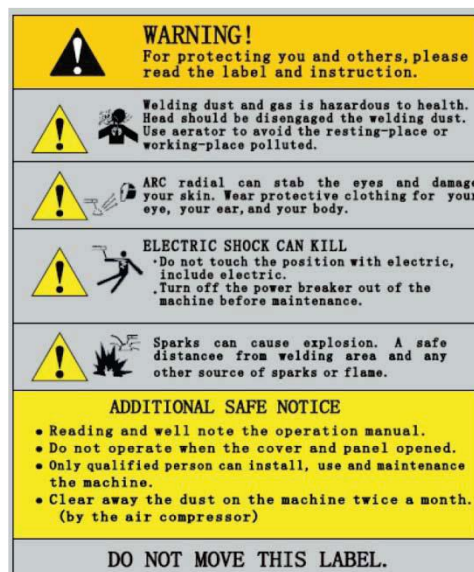 WARNING!
For protecting you and others, please
read the label and instruction.
Welding dust and gas is hazardous to health.
Head should be disengaged the welding dust.
Use aerator to avoid the resting-place or
working-place polluted.
ARC radial can stab the eyes and damage
your skin. Wear protective clothing for your
eye, your ear, and your body.
ELECTRIC SHOCK CAN KILL
·Do not touch the position with electric,
include electric.
.Turn off the power breaker out of the
machine before maintenance.
Sparks can cause explosion. A safe
distancee from welding area and any
other source of sparks or flame.
ADDITIONAL SAFE NOTICE
• Reading and well note the operation manual.
• Do not operate when the cover and panel opened.
• Only qualified person can install, use and maintenance
the machine.
• Clear away the dust on the machine twice a month.
(by the air compressor)
DO NOT MOVE THIS LABEL.